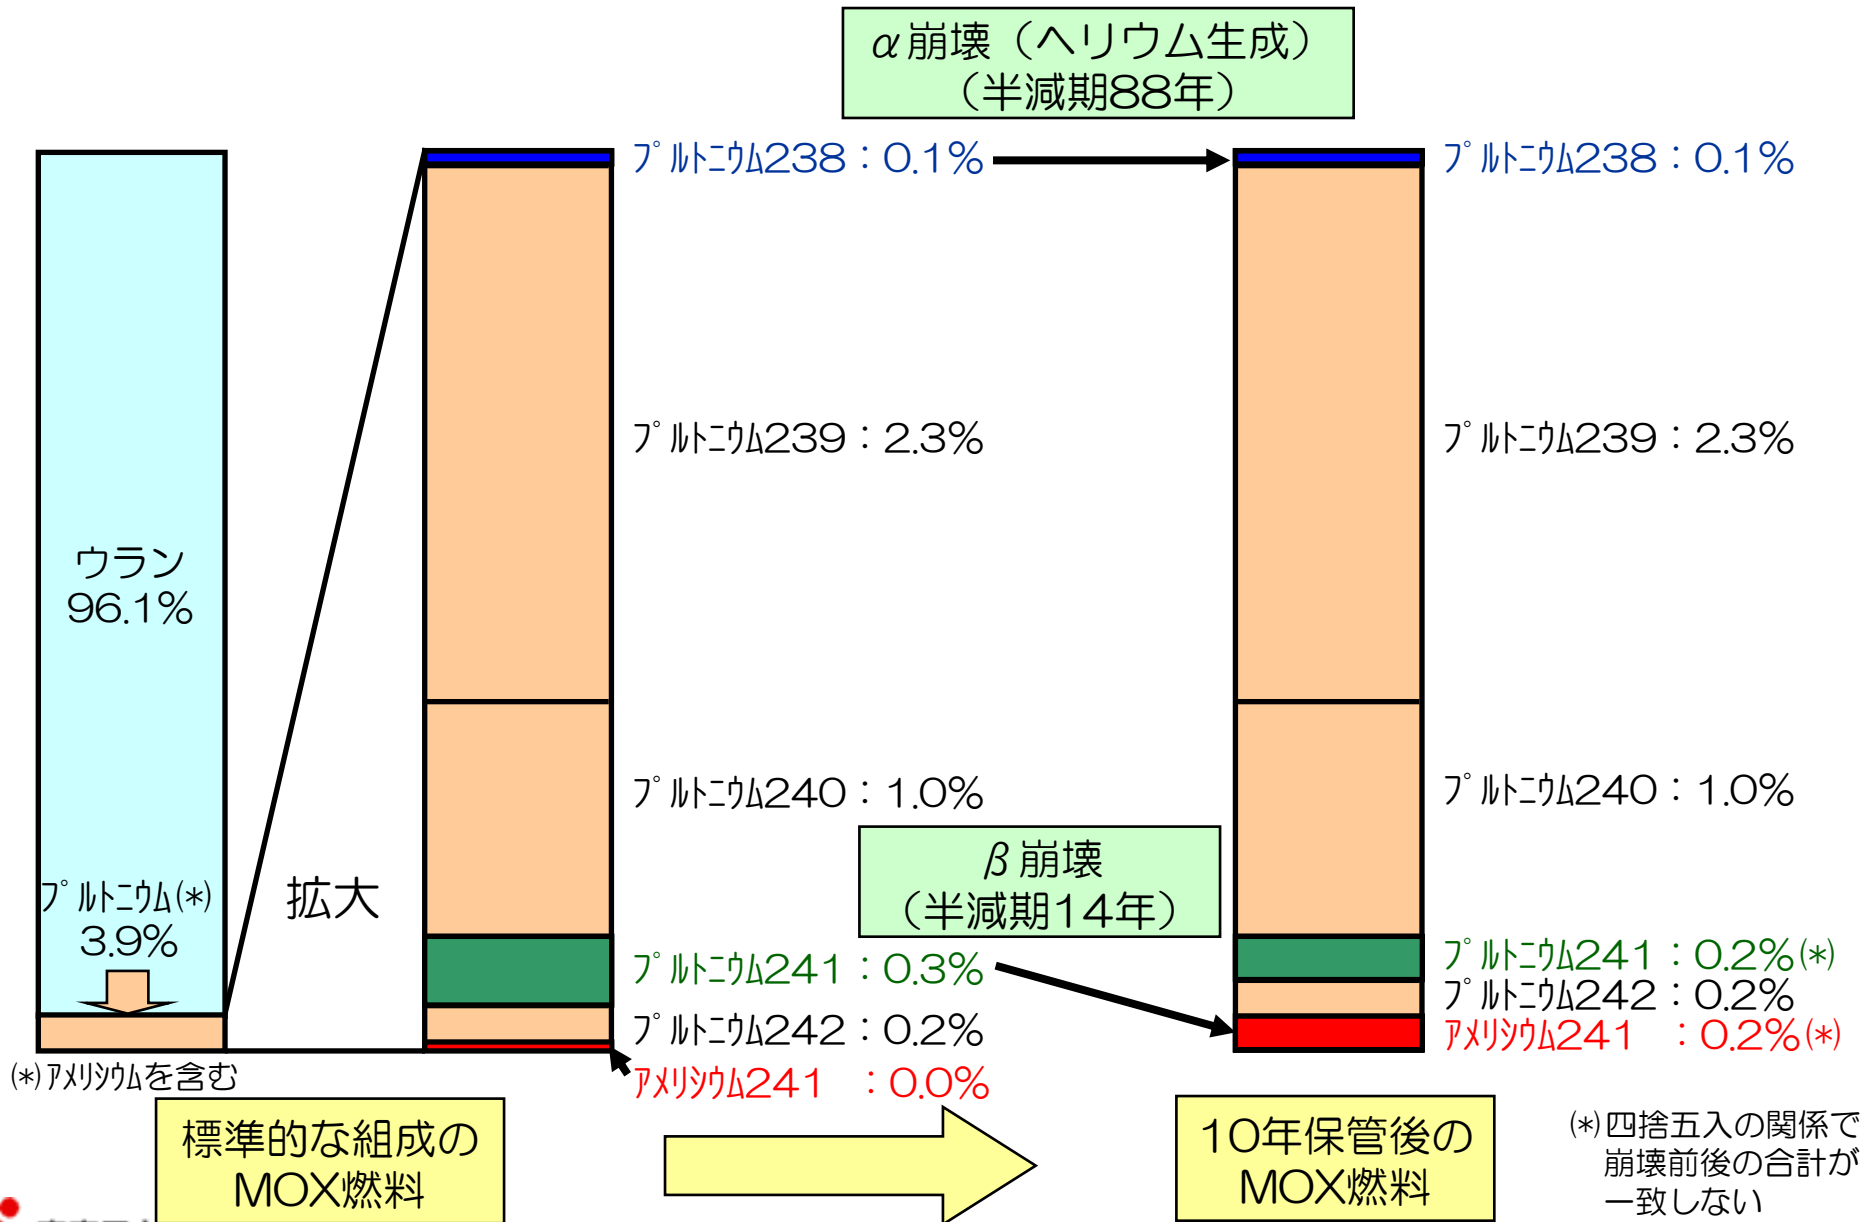 α崩壊（ヘリウム生成）
（半減期88年）
ウラン
96.1%
プルトニウム(*)
3.9%
(*)アメリシウムを含む
拡大
プルトニウム238：0.1%
プルトニウム239：2.3%
プルトニウム240：1.0%
プルトニウム241：0.3%
プルトニウム242：0.2%
アメリシウム241　：0.0%
β崩壊
（半減期14年）
プルトニウム238：0.1%
プルトニウム239：2.3%
プルトニウム240：1.0%
プルトニウム241：0.2%(*)
プルトニウム242：0.2%
アメリシウム241　：0.2%(*)
標準的な組成の
MOX燃料
10年保管後の
MOX燃料
(*)四捨五入の関係で
崩壊前後の合計が
一致しない